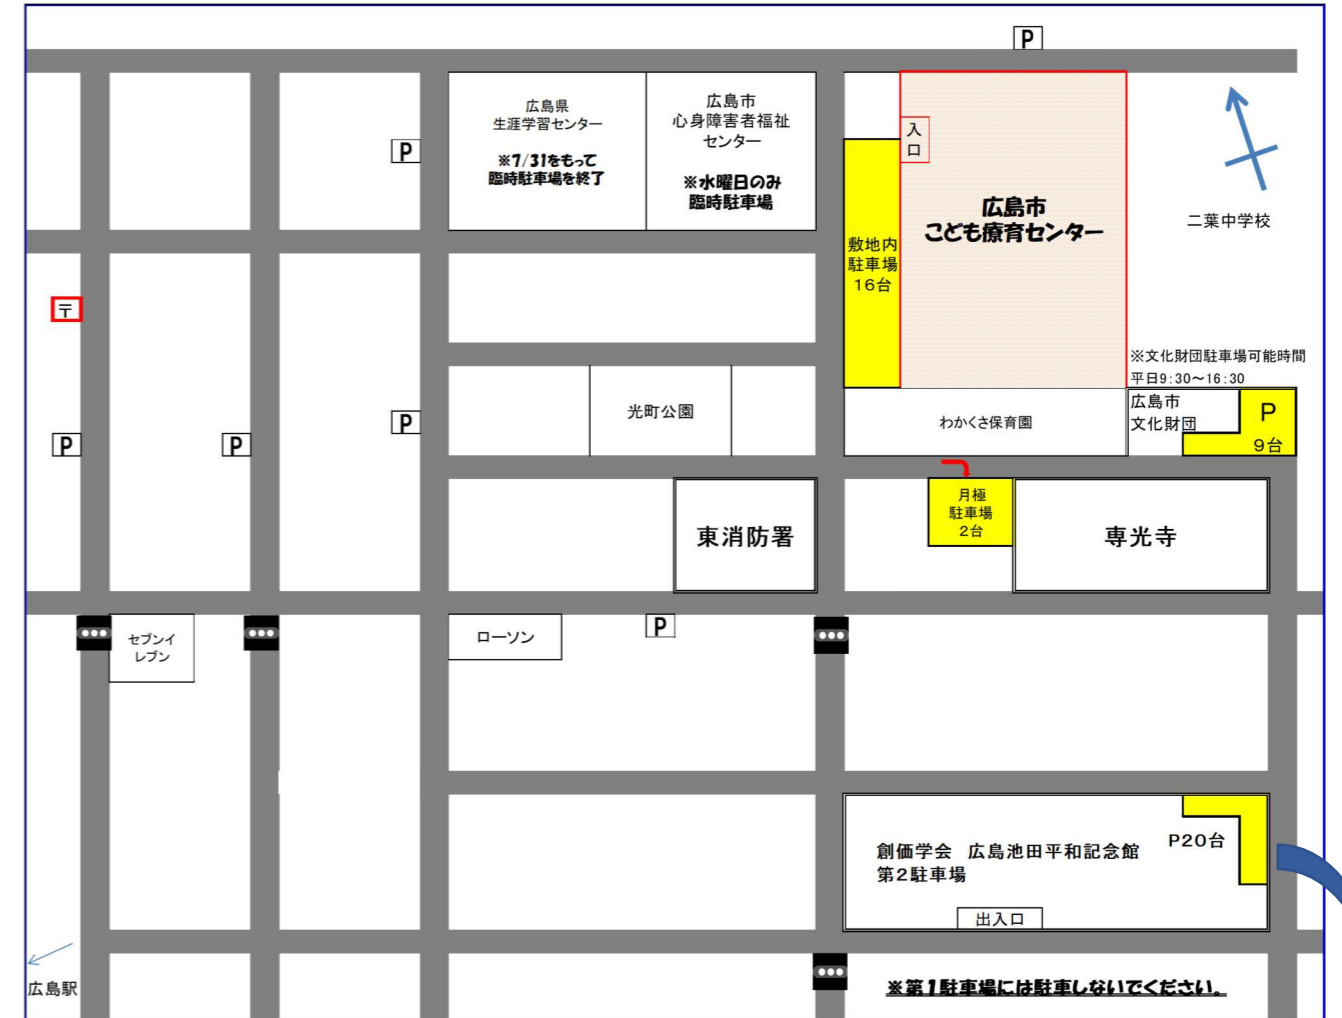 P
広島県
生涯学習センター
※7/31をもって
臨時駐車場を終了
広島市
心身障害者福祉
センター
※水曜日のみ
臨時駐車場
入
口
広島市
こども療育センター
二葉中学校
P
敷地内
駐車場
16台
〒
※文化財団駐車場可能時間
平日9:30～16:30
広島市
文化財団
P
9台
光町公園
わかくさ保育園
P
P
P
月極
駐車場
2台
東消防署
専光寺
セブンイ
レブン
ローソン
P
創価学会 広島池田平和記念館
第2駐車場
P20台
出入口
広島駅
※第1駐車場には駐車しないでください。